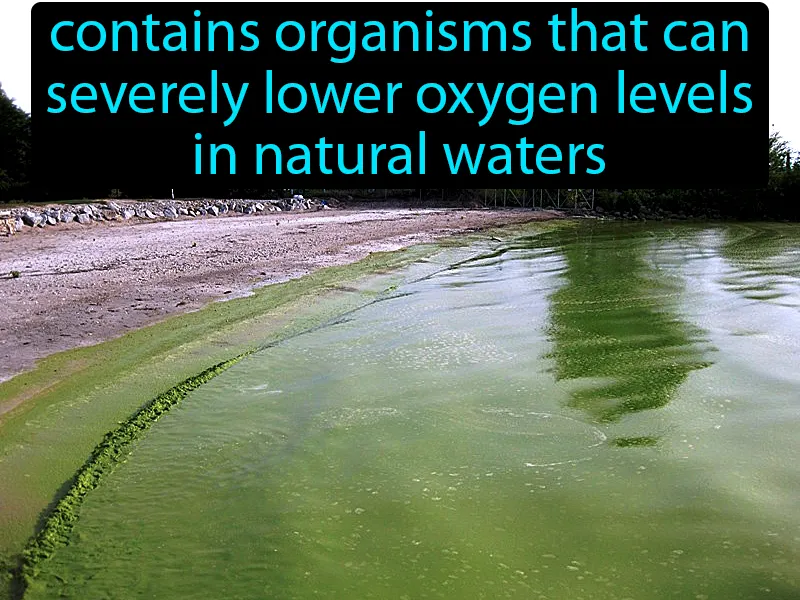 contains organisms that can
severely lower oxygen levels
in natural waters